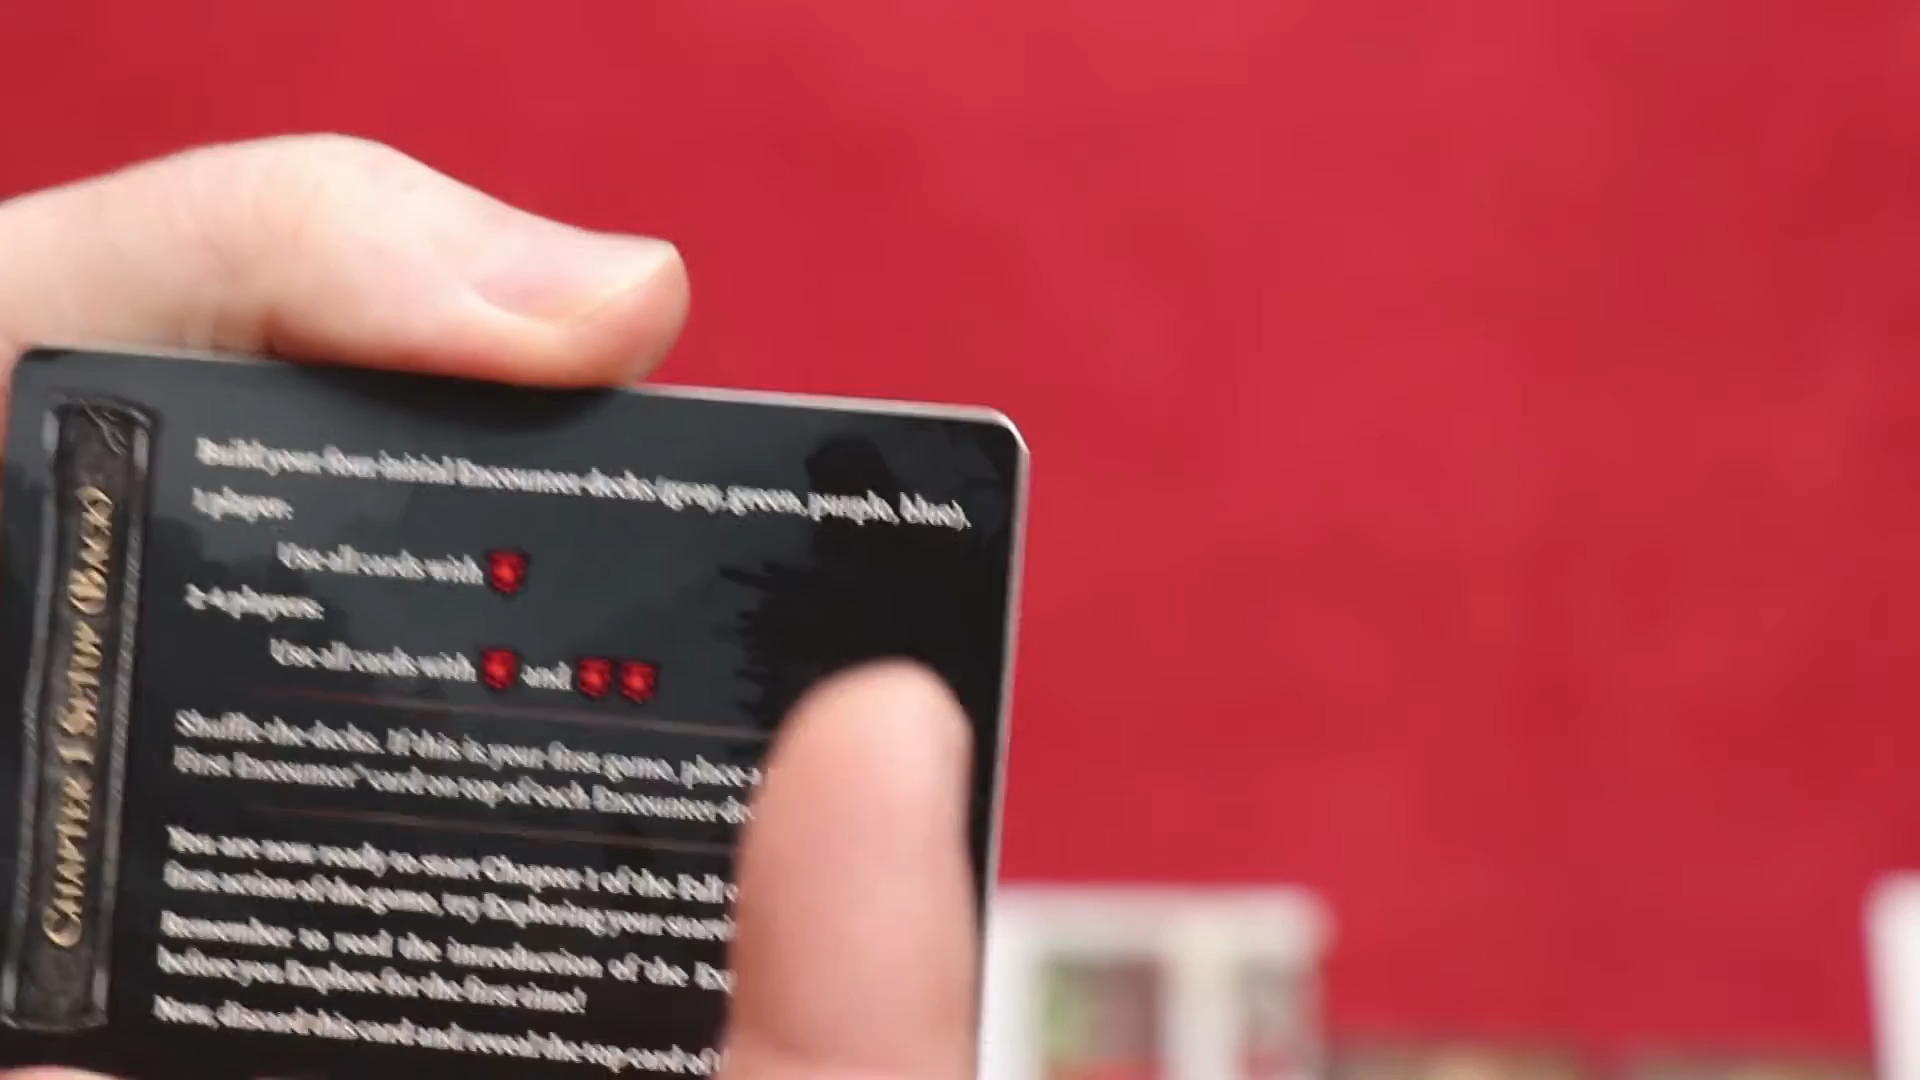 CHAPTER 1 SETUP (BACK)
Build your four initial Encounter decks (gray, green, purple, blue).
1 player:
Use all cards with
2-4 players:
Use all cards with and
Shuffle the decks. If this is your first game, place a
First Encounter" card on top of each Encounter
You are now ready to start Chapter 1 of the Fall
first action of the game, try Exploring your
Remember to read the introduction of the
before you Explore for the first time!
Now, discard this card and reveal the top card of